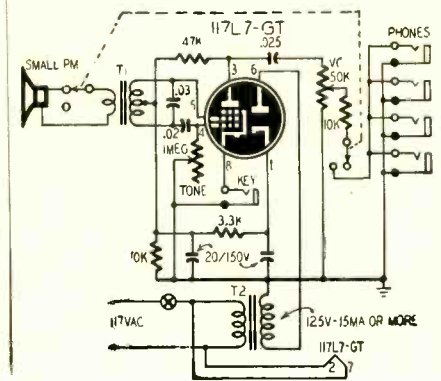 117L7-GT
47K
.025
PHONES
SMALL PM
T1
3
6
VC
50K
.03
5
10K
.02
4
1MEG
TONE
8
KEY
1
3.3K
10K
20/150V
T2
117VAC
125V-15MA OR MORE
117L7-GT
2
7